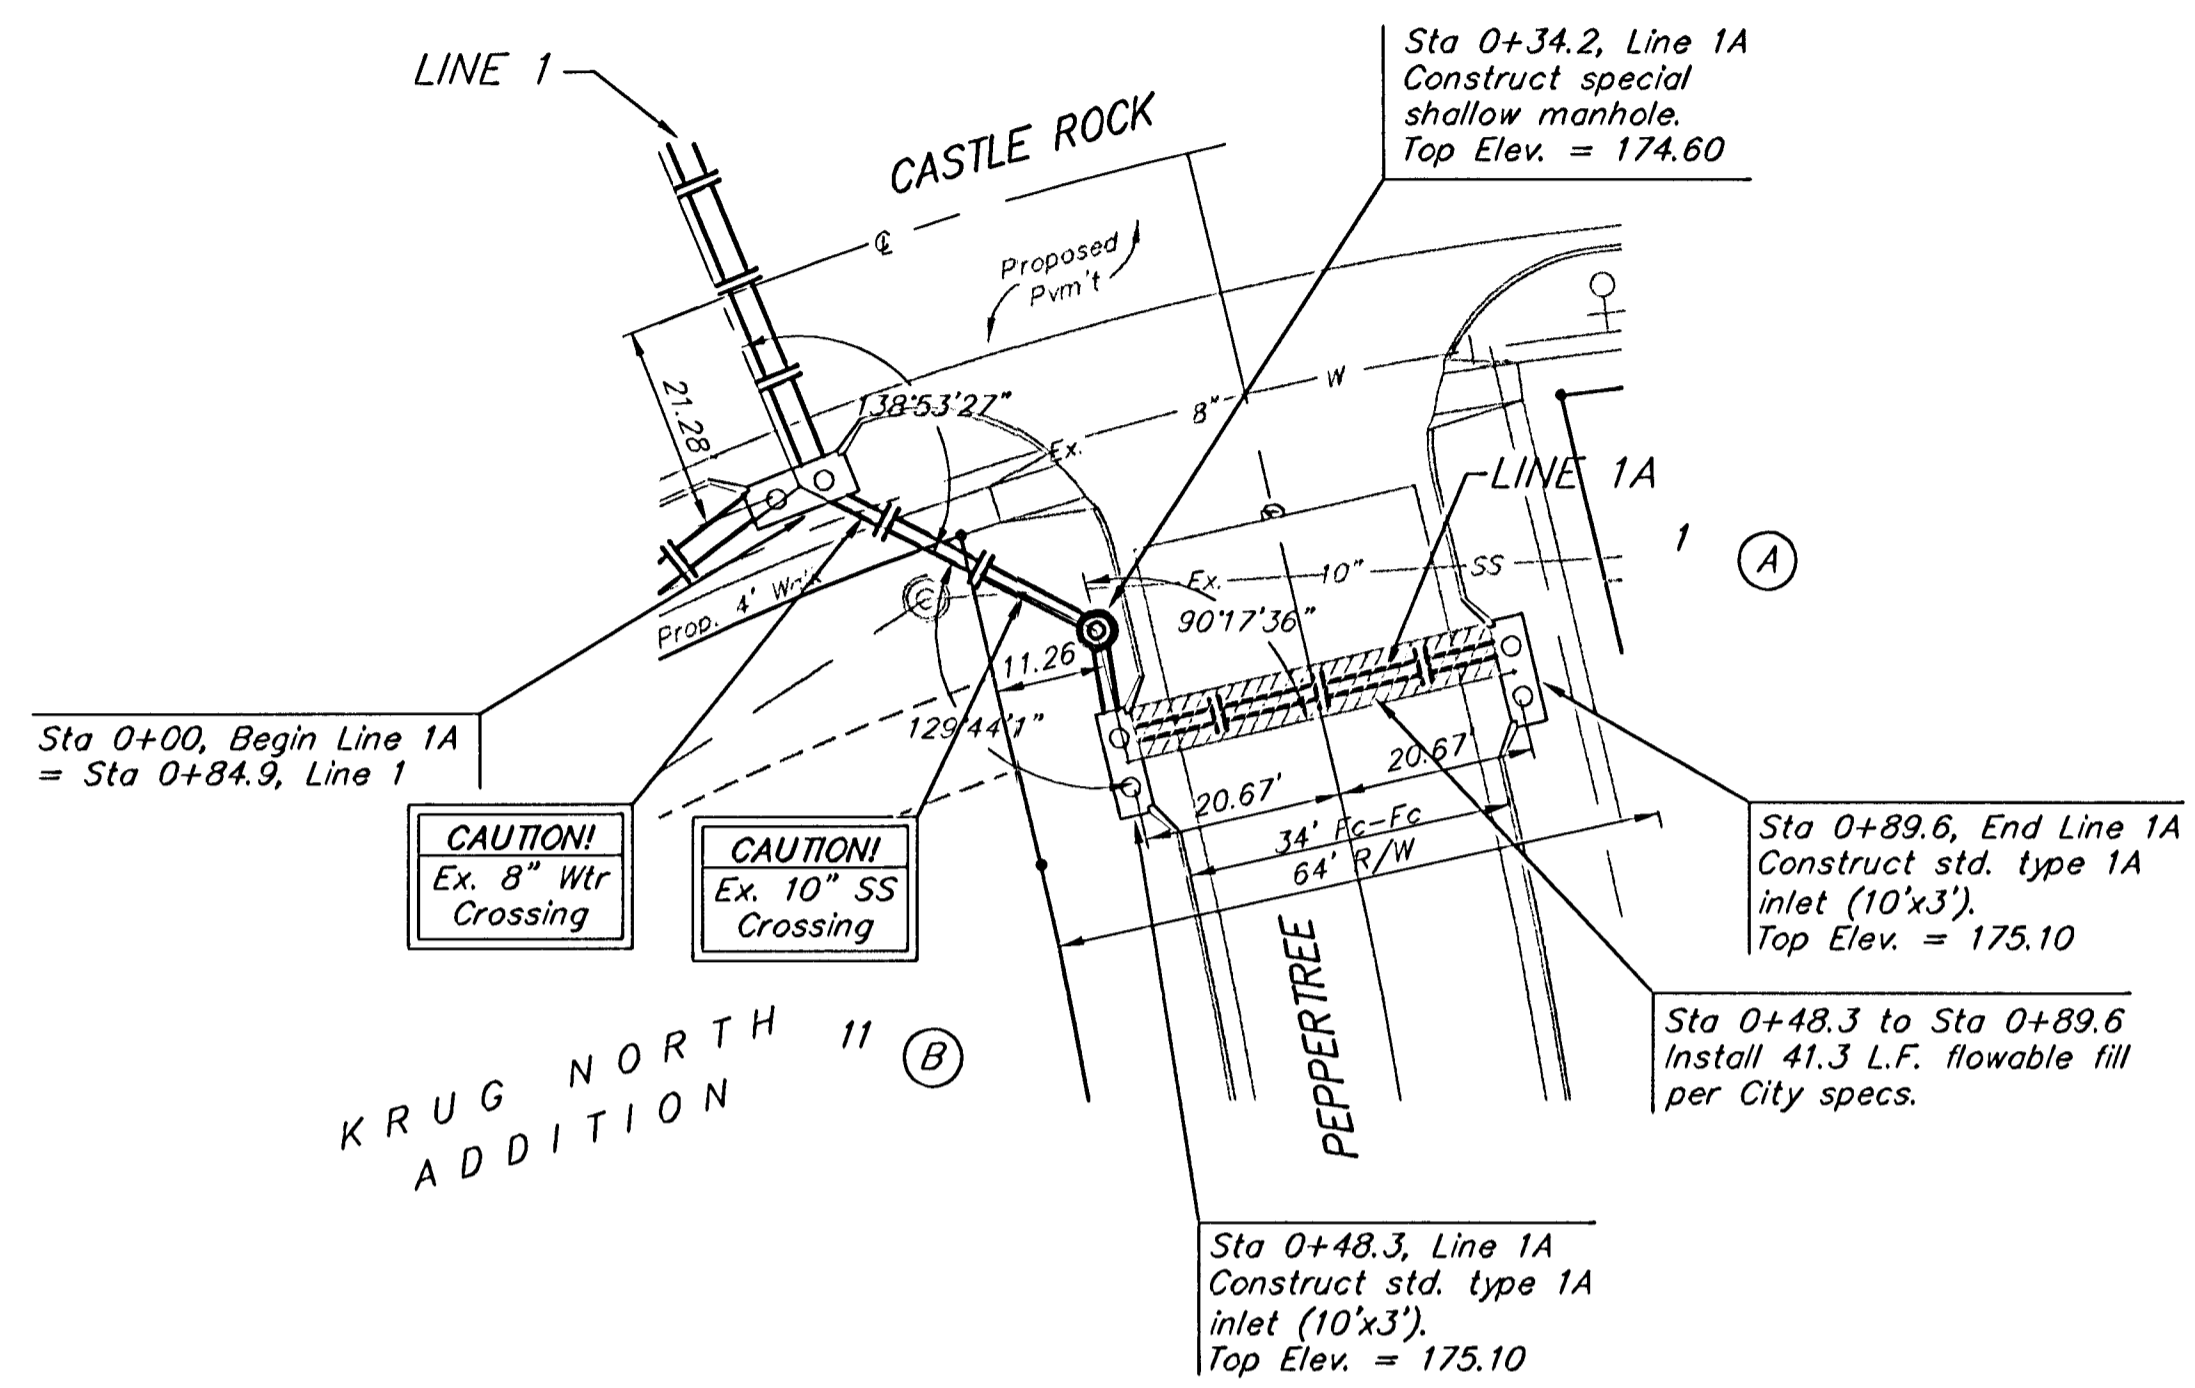 LINE 1
Sta 0+34.2, Line 1A
Construct special
shallow manhole.
Top Elev. = 174.60
CASTLE ROCK
℄
Proposed
Pvm't
21.28
138°53'27"
Ex. 8" W
LINE 1A
1
A
Ex. 10" SS
Prop. 4' Walk
90°17'36"
11.26
129°44'1"
20.67'
20.67'
34' Fc-Fc
64' R/W
Sta 0+00, Begin Line 1A
= Sta 0+84.9, Line 1
CAUTION!
Ex. 8" Wtr
Crossing
CAUTION!
Ex. 10" SS
Crossing
Sta 0+89.6, End Line 1A
Construct std. type 1A
inlet (10'x3').
Top Elev. = 175.10
PEPPERTREE
KRUG NORTH
ADDITION
11
B
Sta 0+48.3 to Sta 0+89.6
Install 41.3 L.F. flowable fill
per City specs.
Sta 0+48.3, Line 1A
Construct std. type 1A
inlet (10'x3').
Top Elev. = 175.10